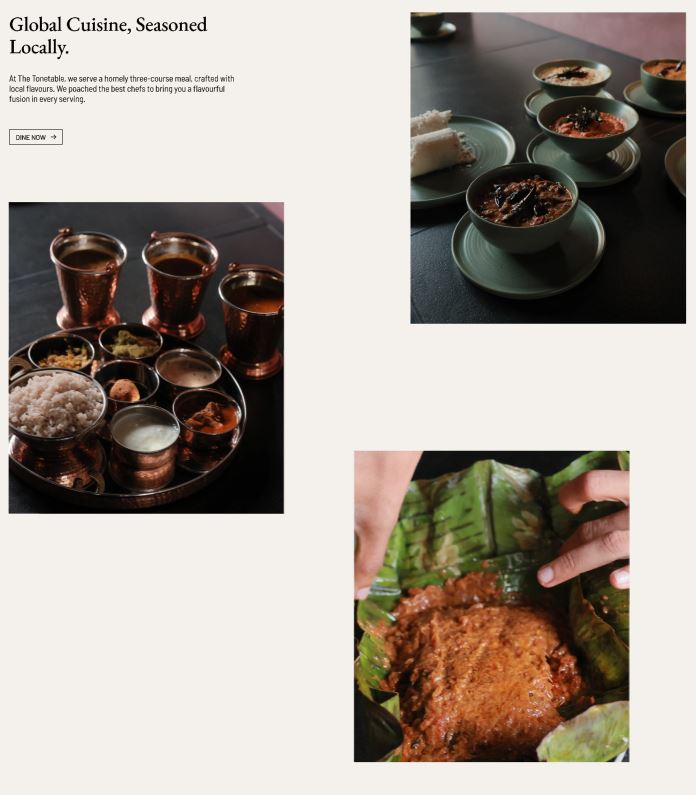 Global Cuisine, Seasoned
Locally.
At The Tonetable, we serve a homely three-course meal, crafted with
local flavours. We poached the best chefs to bring you a flavourful
fusion in every serving.
DINE NOW →